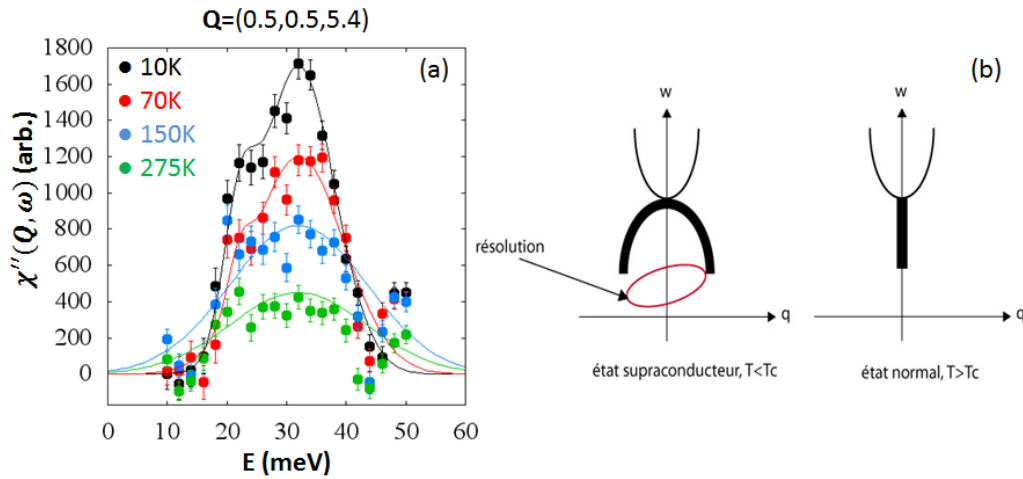 Q=(0.5,0.5,5.4)
(a)
10K
70K
150K
275K
1800
1600
1400
1200
1000
800
600
400
200
0
χ′′(Q,ω) (arb.)
0 10 20 30 40 50 60
E (meV)
(b)
w
résolution
q
état supraconducteur, T<Tc
w
q
état normal, T>Tc